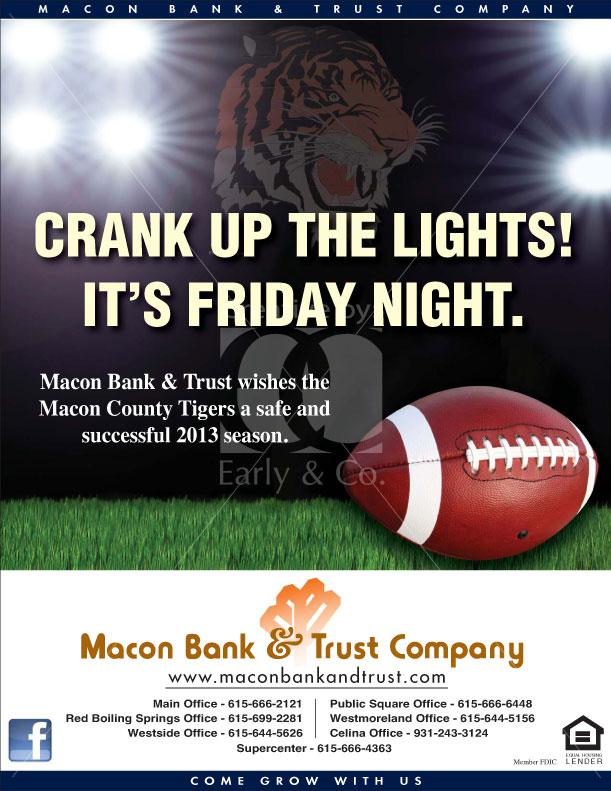 MACON BANK & TRUST COMPANY
CRANK UP THE LIGHTS!
IT'S FRIDAY NIGHT.
Creative by
Macon Bank & Trust wishes the
Macon County Tigers a safe and
successful 2013 season.
Early & Co.
Macon Bank & Trust Company
www.maconbankandtrust.com
Main Office - 615-666-2121
Red Boiling Springs Office - 615-699-2281
Westside Office - 615-644-5626
Public Square Office - 615-666-6448
Westmoreland Office - 615-644-5156
Celina Office - 931-243-3124
Supercenter - 615-666-4363
f
Member FDIC
EQUAL HOUSING
LENDER
COME GROW WITH US